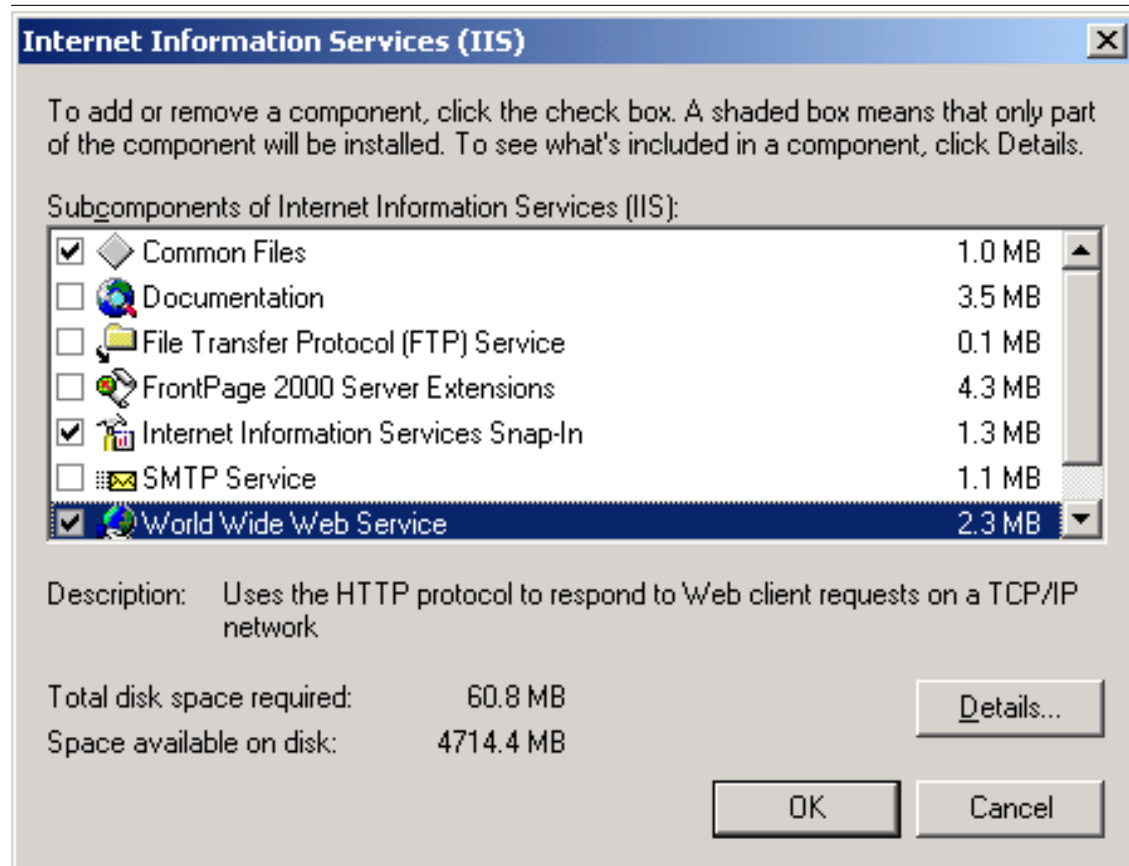 Internet Information Services (IIS)
To add or remove a component, click the check box. A shaded box means that only part
of the component will be installed. To see what's included in a component, click Details.
Subcomponents of Internet Information Services (IIS):
Common Files 1.0 MB
Documentation 3.5 MB
File Transfer Protocol (FTP) Service 0.1 MB
FrontPage 2000 Server Extensions 4.3 MB
Internet Information Services Snap-In 1.3 MB
SMTP Service 1.1 MB
World Wide Web Service 2.3 MB
Description: Uses the HTTP protocol to respond to Web client requests on a TCP/IP
network
Total disk space required: 60.8 MB
Details...
Space available on disk: 4714.4 MB
OK Cancel